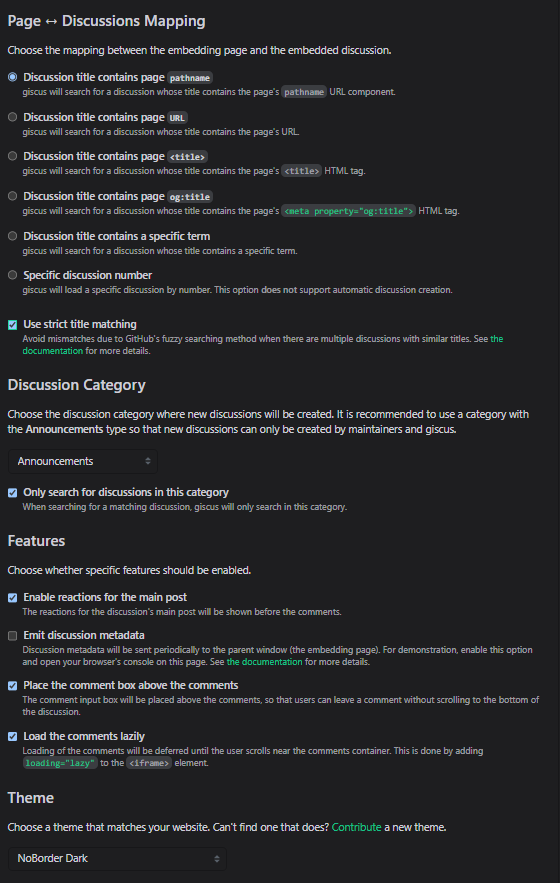 Page ↔ Discussions Mapping
Choose the mapping between the embedding page and the embedded discussion.
Discussion title contains page pathname
giscus will search for a discussion whose title contains the page's pathname URL component.
Discussion title contains page URL
giscus will search for a discussion whose title contains the page's URL.
Discussion title contains page <title>
giscus will search for a discussion whose title contains the page's <title> HTML tag.
Discussion title contains page og:title
giscus will search for a discussion whose title contains the page's <meta property="og:title"> HTML tag.
Discussion title contains a specific term
giscus will search for a discussion whose title contains a specific term.
Specific discussion number
giscus will load a specific discussion by number. This option does not support automatic discussion creation.
Use strict title matching
Avoid mismatches due to GitHub's fuzzy searching method when there are multiple discussions with similar titles. See the
documentation for more details.
Discussion Category
Choose the discussion category where new discussions will be created. It is recommended to use a category with
the Announcements type so that new discussions can only be created by maintainers and giscus.
Announcements
Only search for discussions in this category
When searching for a matching discussion, giscus will only search in this category.
Features
Choose whether specific features should be enabled.
Enable reactions for the main post
The reactions for the discussion's main post will be shown before the comments.
Emit discussion metadata
Discussion metadata will be sent periodically to the parent window (the embedding page). For demonstration, enable this option
and open your browser's console on this page. See the documentation for more details.
Place the comment box above the comments
The comment input box will be placed above the comments, so that users can leave a comment without scrolling to the bottom of
the discussion.
Load the comments lazily
Loading of the comments will be deferred until the user scrolls near the comments container. This is done by adding
loading="lazy" to the <iframe> element.
Theme
Choose a theme that matches your website. Can't find one that does? Contribute a new theme.
NoBorder Dark